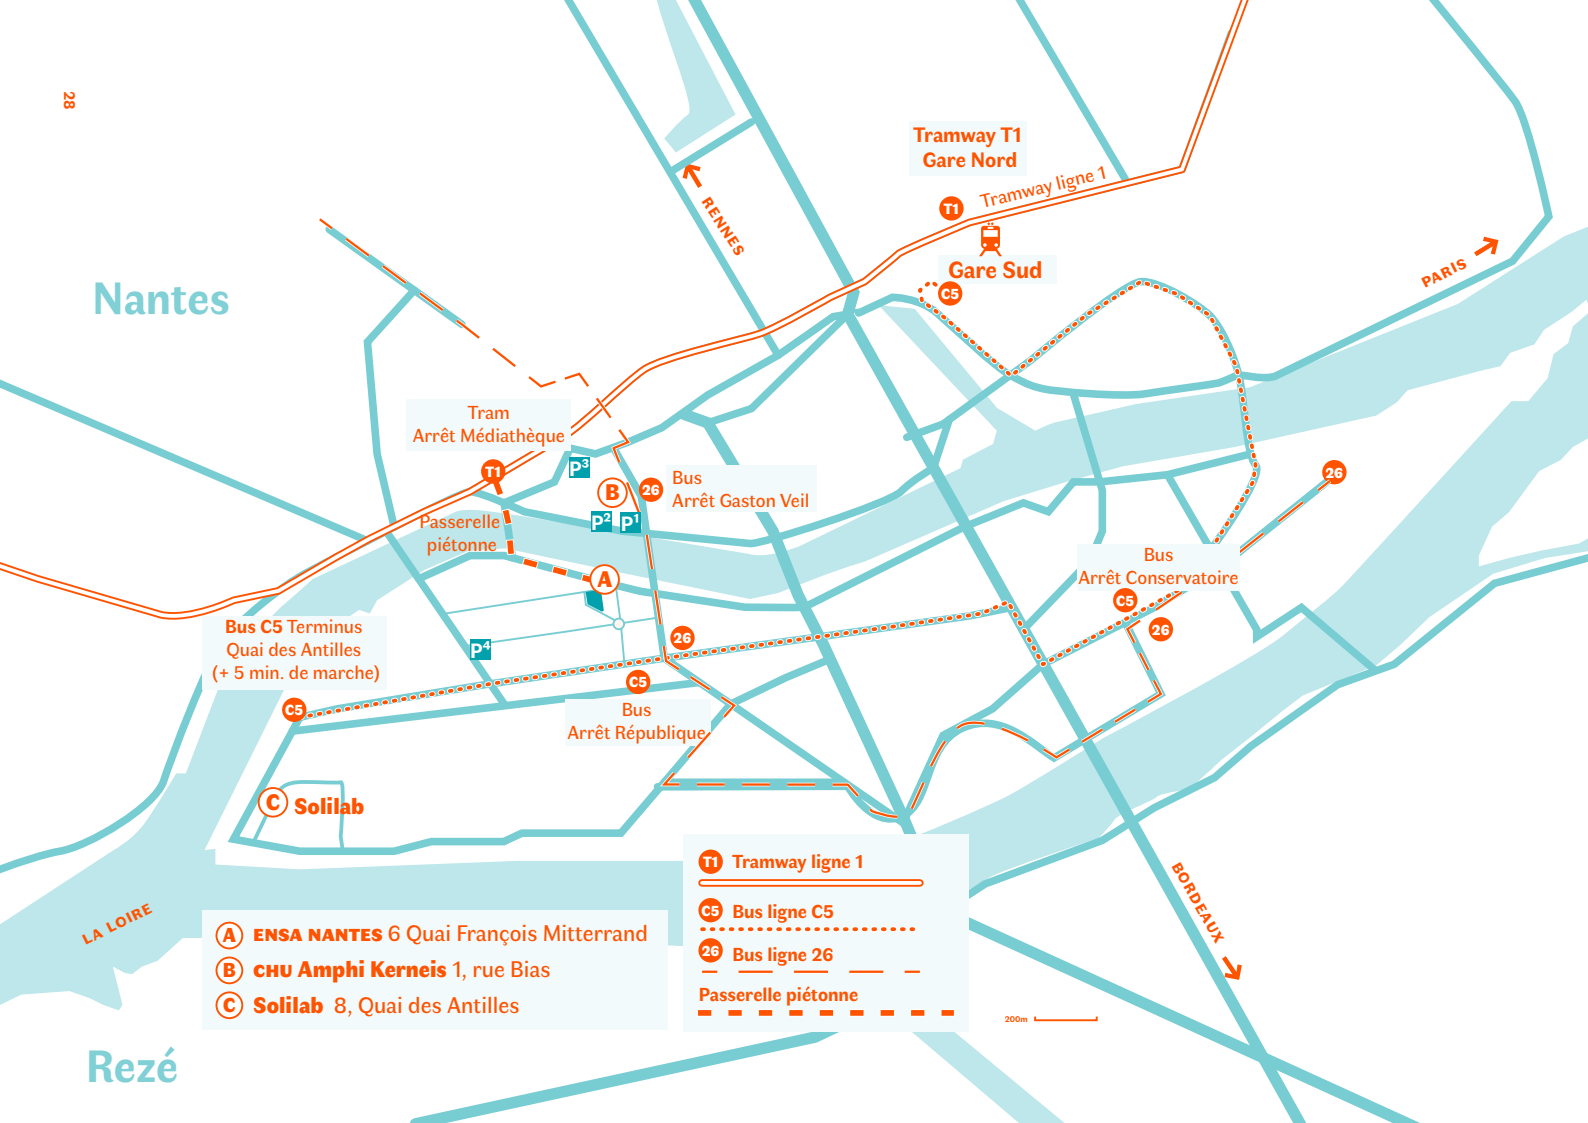 28
Tramway T1
Gare Nord
T1
Tramway ligne 1
RENNES
Gare Sud
C5
PARIS
Nantes
Tram
Arrêt Médiathèque
T1
P3
B
26
Bus
Arrêt Gaston Veil
26
P2
P1
Passerelle
piétonne
A
Bus
Arrêt Conservatoire
C5
26
Bus C5 Terminus
Quai des Antilles
(+ 5 min. de marche)
P4
26
C5
C5
Bus
Arrêt République
C Solilab
LA LOIRE
BORDEAUX
A ENSA NANTES 6 Quai François Mitterrand
B CHU Amphi Kerneis 1, rue Bias
C Solilab 8, Quai des Antilles
T1 Tramway ligne 1
C5 Bus ligne C5
26 Bus ligne 26
Passerelle piétonne
200m
Rezé